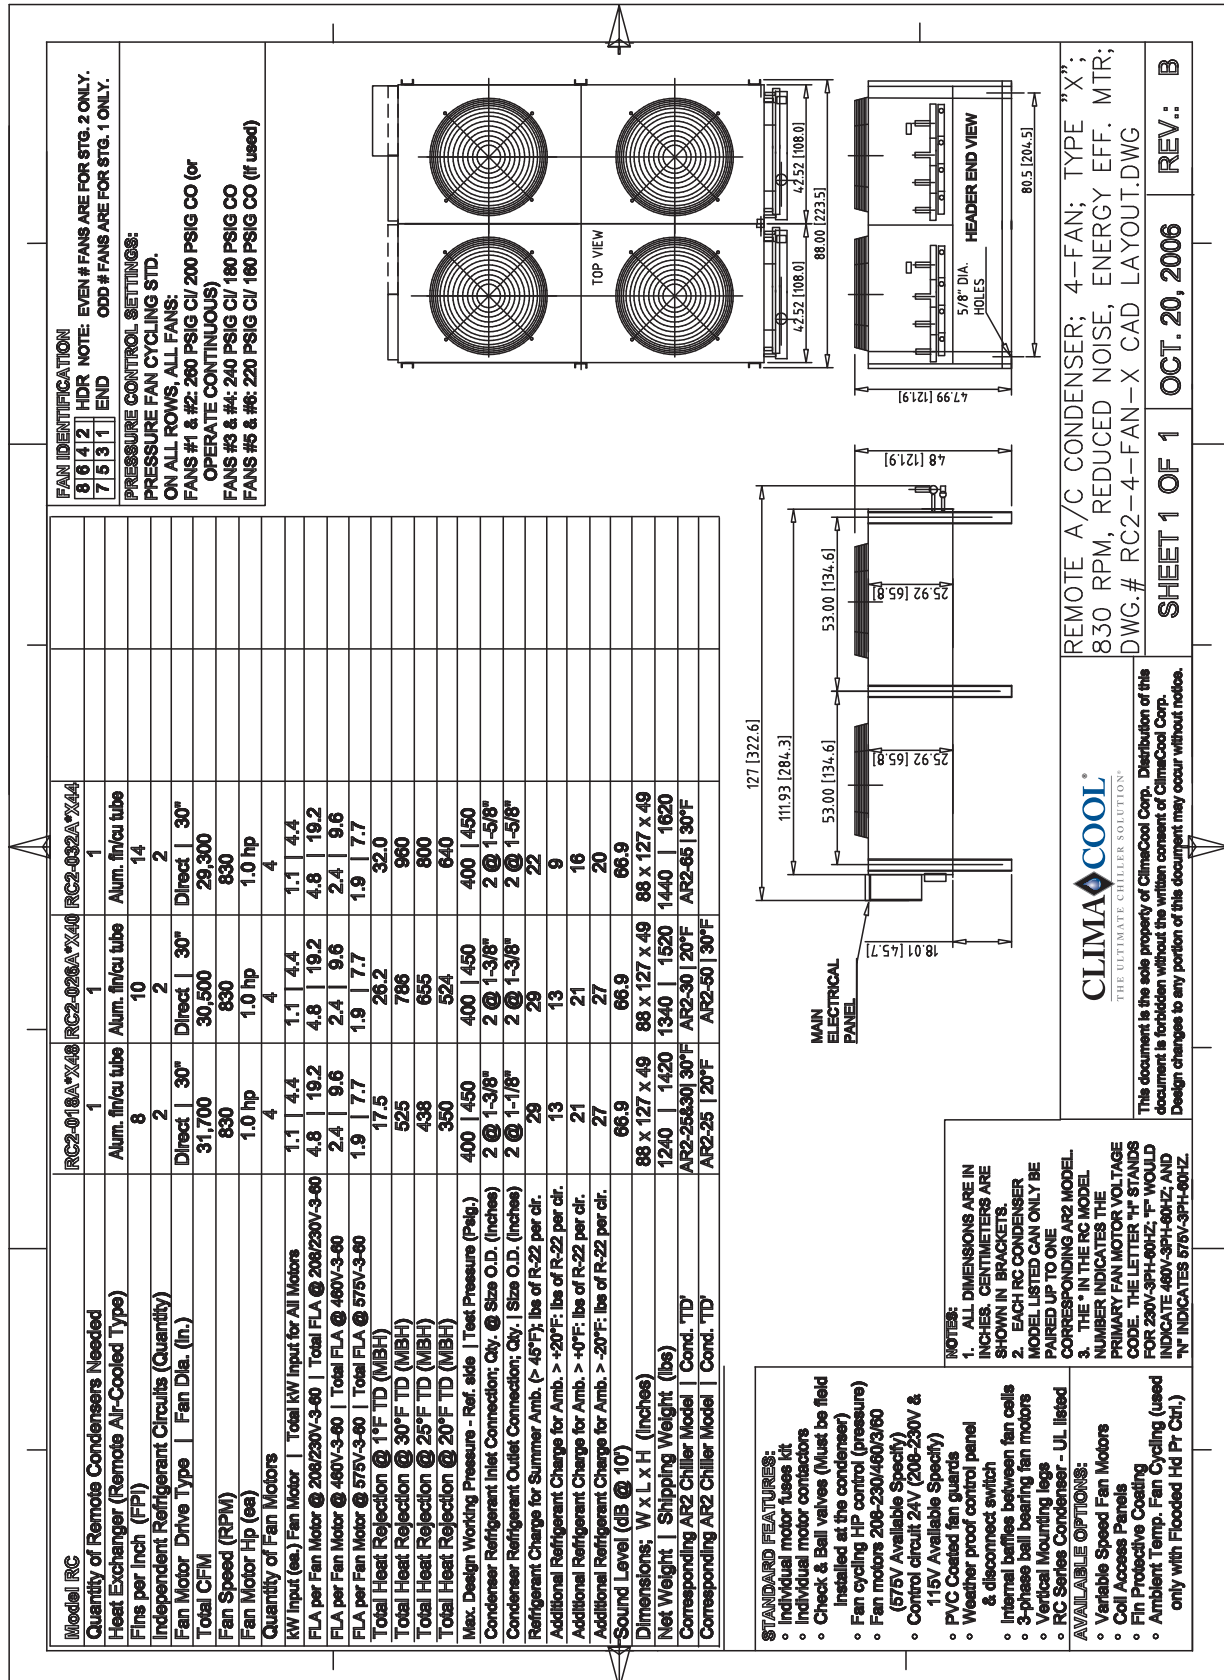 Model RC RC2-018A*X48 RC2-026A*X40 RC2-032A*X44
Quantity of Remote Condensers Needed 1 1 1
Heat Exchanger (Remote Air-Cooled Type) Alum. fin/cu tube Alum. fin/cu tube Alum. fin/cu tube
Fins per Inch (FPI) 8 10 14
Independent Refrigerant Circuits (Quantity) 2 2 2
Fan Motor Drive Type | Fan Dia. (in.) Direct | 30" Direct | 30" Direct | 30"
Total CFM 31,700 30,500 29,300
Fan Speed (RPM) 830 830 830
Fan Motor Hp (ea) 1.0 hp 1.0 hp 1.0 hp
Quantity of Fan Motors 4 4 4
kW Input (ea.) Fan Motor | Total kW Input for All Motors 1.1 | 4.4 1.1 | 4.4 1.1 | 4.4
FLA per Fan Motor @ 208/230V-3-60 | Total FLA @ 208/230V-3-60 4.8 | 19.2 4.8 | 19.2 4.8 | 19.2
FLA per Fan Motor @ 460V-3-60 | Total FLA @ 460V-3-60 2.4 | 9.6 2.4 | 9.6 2.4 | 9.6
FLA per Fan Motor @ 575V-3-60 | Total FLA @ 575V-3-60 1.9 | 7.7 1.9 | 7.7 1.9 | 7.7
Total Heat Rejection @ 1°F TD (MBH) 17.5 26.2 32.0
Total Heat Rejection @ 30°F TD (MBH) 525 786 960
Total Heat Rejection @ 25°F TD (MBH) 438 655 800
Total Heat Rejection @ 20°F TD (MBH) 350 524 640
Max. Design Working Pressure - Ref. side | Test Pressure (Psig.) 400 | 450 400 | 450 400 | 450
Condenser Refrigerant Inlet Connection; Qty. @ Size O.D. (Inches) 2 @ 1-3/8" 2 @ 1-3/8" 2 @ 1-5/8"
Condenser Refrigerant Outlet Connection; Qty. | Size O.D. (Inches) 2 @ 1-1/8" 2 @ 1-3/8" 2 @ 1-5/8"
Refrigerant Charge for Summer Amb. (> 45°F); lbs of R-22 per cir. 29 29 22
Additional Refrigerant Charge for Amb. > +20°F: lbs of R-22 per cir. 13 13 9
Additional Refrigerant Charge for Amb. > +0°F: lbs of R-22 per cir. 21 21 16
Additional Refrigerant Charge for Amb. > -20°F: lbs of R-22 per cir. 27 27 20
Sound Level (dB @ 10') 66.9 66.9 66.9
Dimensions; W x L x H (Inches) 88 x 127 x 49 88 x 127 x 49 88 x 127 x 49
Net Weight | Shipping Weight (lbs) 1240 | 1420 1340 | 1520 1440 | 1620
Corresponding AR2 Chiller Model | Cond. 'TD' AR2-25&30| 30°F AR2-30 | 20°F AR2-65 | 30°F
Corresponding AR2 Chiller Model | Cond. 'TD' AR2-25 | 20°F AR2-50 | 30°F
FAN IDENTIFICATION
8 6 4 2 HDR NOTE: EVEN # FANS ARE FOR STG. 2 ONLY.
7 5 3 1 END ODD # FANS ARE FOR STG. 1 ONLY.
PRESSURE CONTROL SETTINGS:
PRESSURE FAN CYCLING STD.
ON ALL ROWS, ALL FANS:
FANS #1 & #2: 260 PSIG CI/ 200 PSIG CO (or
OPERATE CONTINUOUS)
FANS #3 & #4: 240 PSIG CI/ 180 PSIG CO
FANS #5 & #6: 220 PSIG CI/ 160 PSIG CO (If used)
TOP VIEW
42.52 [108.0]
42.52 [108.0]
88.00 [223.5]
STANDARD FEATURES:
◦ Individual motor fuses kit
◦ Individual motor contactors
◦ Check & Ball valves (Must be field
installed at the condenser)
◦ Fan cycling HP control (pressure)
◦ Fan motors 208-230/460/3/60
(575V Available Specify)
◦ Control circuit 24V (208-230V &
115V Available Specify)
◦ PVC Coated fan guards
◦ Weather proof control panel
& disconnect switch
◦ Internal baffles between fan cells
◦ 3-phase ball bearing fan motors
◦ Vertical Mounting legs
◦ RC Series Condenser - UL listed
AVAILABLE OPTIONS:
◦ Variable Speed Fan Motors
◦ Coil Access Panels
◦ Fin Protective Coating
◦ Ambient Temp. Fan Cycling (used
only with Flooded Hd Pr Ctrl.)
NOTES:
1. ALL DIMENSIONS ARE IN
INCHES. CENTIMETERS ARE
SHOWN IN BRACKETS.
2. EACH RC CONDENSER
MODEL LISTED CAN ONLY BE
PAIRED UP TO ONE
CORRESPONDING AR2 MODEL.
3. THE * IN THE RC MODEL
NUMBER INDICATES THE
PRIMARY FAN MOTOR VOLTAGE
CODE. THE LETTER "H" STANDS
FOR 230V-3PH-60HZ; "F" WOULD
INDICATE 460V-3PH-60HZ; AND
"N" INDICATES 575V-3PH-60HZ.
MAIN
ELECTRICAL
PANEL
127 [322.6]
111.93 [284.3]
53.00 [134.6]
53.00 [134.6]
25.92 [65.8]
25.92 [65.8]
18.01 [45.7]
48 [121.9]
47.99 [121.9]
5/8" DIA.
HOLES
HEADER END VIEW
80.5 [204.5]
CLIMACOOL®
THE ULTIMATE CHILLER SOLUTION®
This document is the sole property of ClimaCool Corp. Distribution of this
document is forbidden without the written consent of ClimaCool Corp.
Design changes to any portion of this document may occur without notice.
REMOTE A/C CONDENSER; 4-FAN; TYPE "X";
830 RPM, REDUCED NOISE, ENERGY EFF. MTR;
DWG.# RC2-4-FAN-X CAD LAYOUT.DWG
SHEET 1 OF 1 OCT. 20, 2006 REV.: B